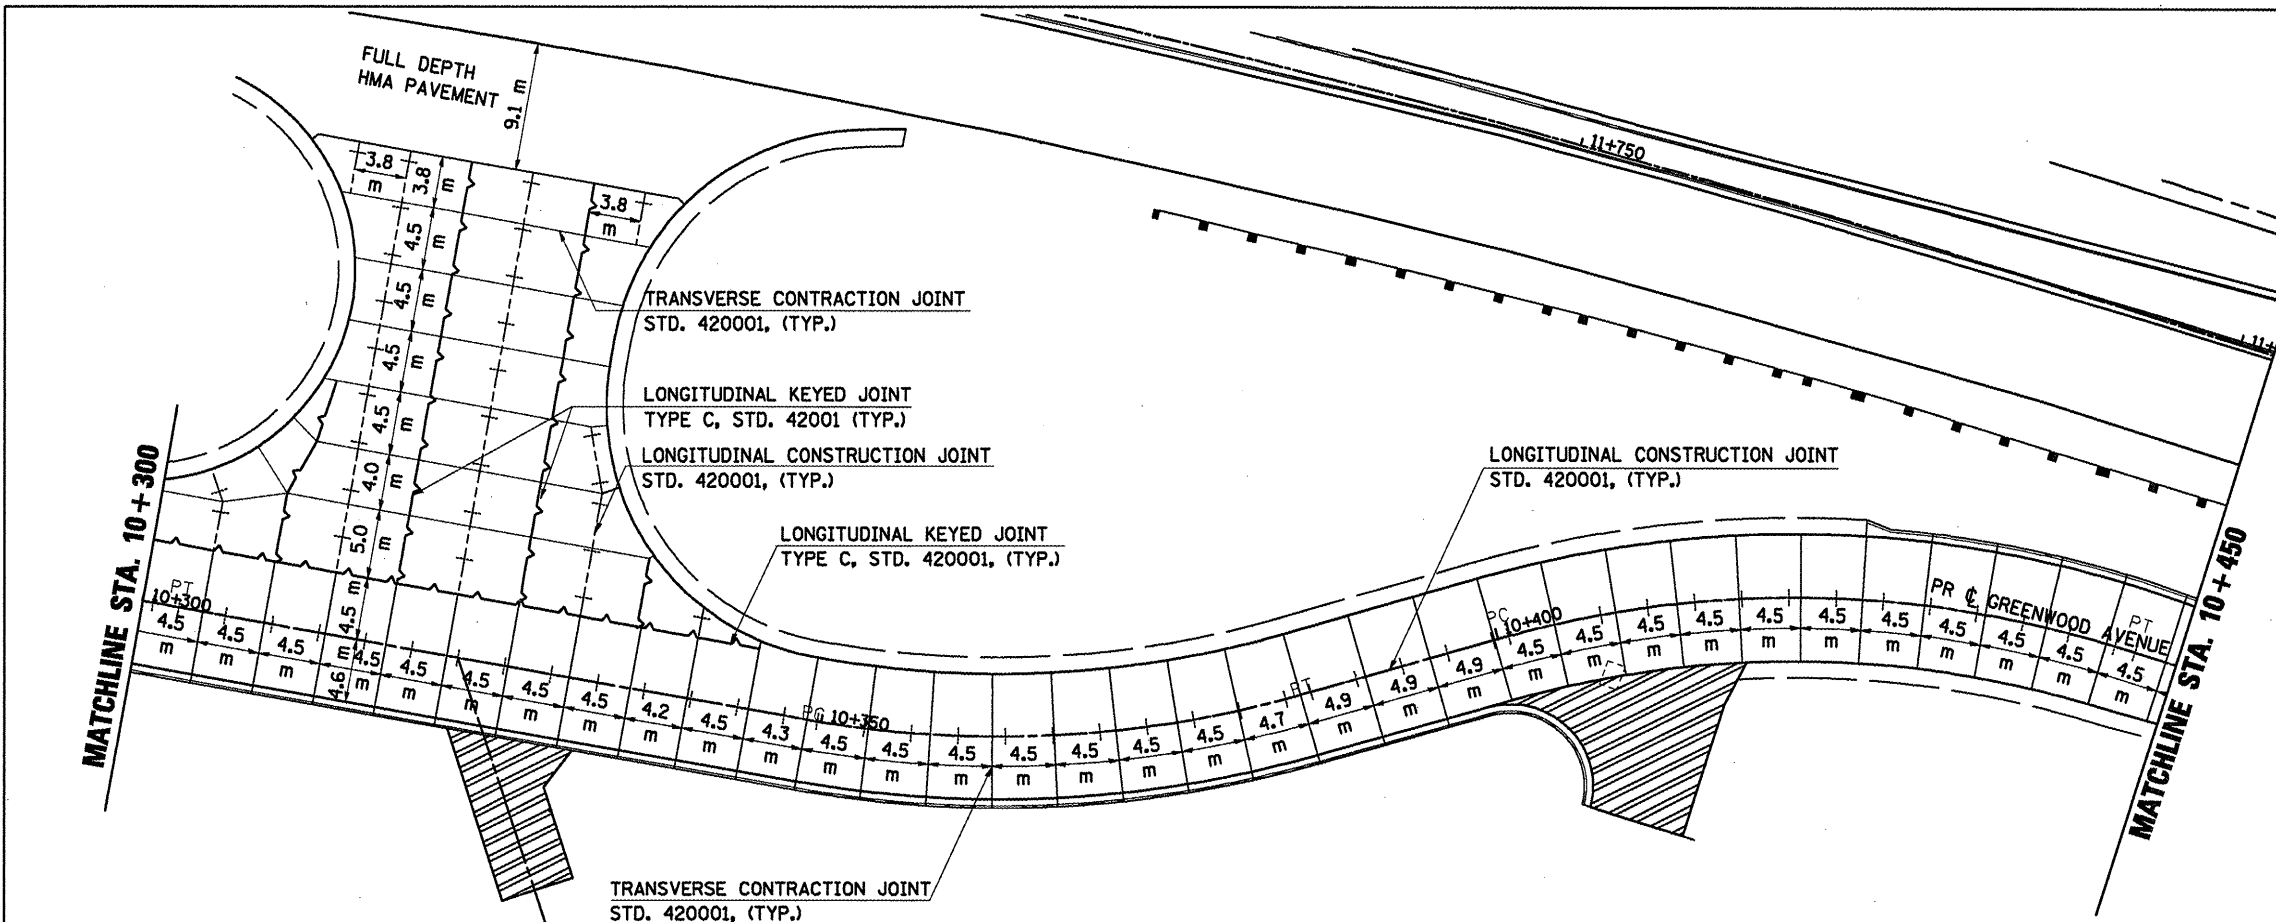 FULL DEPTH
HMA PAVEMENT
9.1 m
11+750
3.8
m
3.8
m
3.8
m
4.5
m
4.5
m
4.5
m
4.5
m
4.0
m
5.0
m
4.5 m
4.6 m
TRANSVERSE CONTRACTION JOINT
STD. 420001, (TYP.)
LONGITUDINAL KEYED JOINT
TYPE C, STD. 42001 (TYP.)
LONGITUDINAL CONSTRUCTION JOINT
STD. 420001, (TYP.)
LONGITUDINAL KEYED JOINT
TYPE C, STD. 420001, (TYP.)
LONGITUDINAL CONSTRUCTION JOINT
STD. 420001, (TYP.)
MATCHLINE STA. 10+300
MATCHLINE STA. 10+450
PT
10+300
10+350
PT
PC
10+400
PR ℄ GREENWOOD AVENUE
PT
4.5
m
4.5
m
4.5
m
4.5
m
4.5
m
4.5
m
4.5
m
4.5
m
4.2
m
4.5
m
4.3
m
4.5
m
4.5
m
4.5
m
4.5
m
4.5
m
4.5
m
4.5
m
4.7
m
4.9
m
4.9
m
4.9
m
4.5
m
4.5
m
4.5
m
4.5
m
4.5
m
4.5
m
4.5
m
4.5
m
4.5
m
4.5
m
4.5
m
TRANSVERSE CONTRACTION JOINT
STD. 420001, (TYP.)